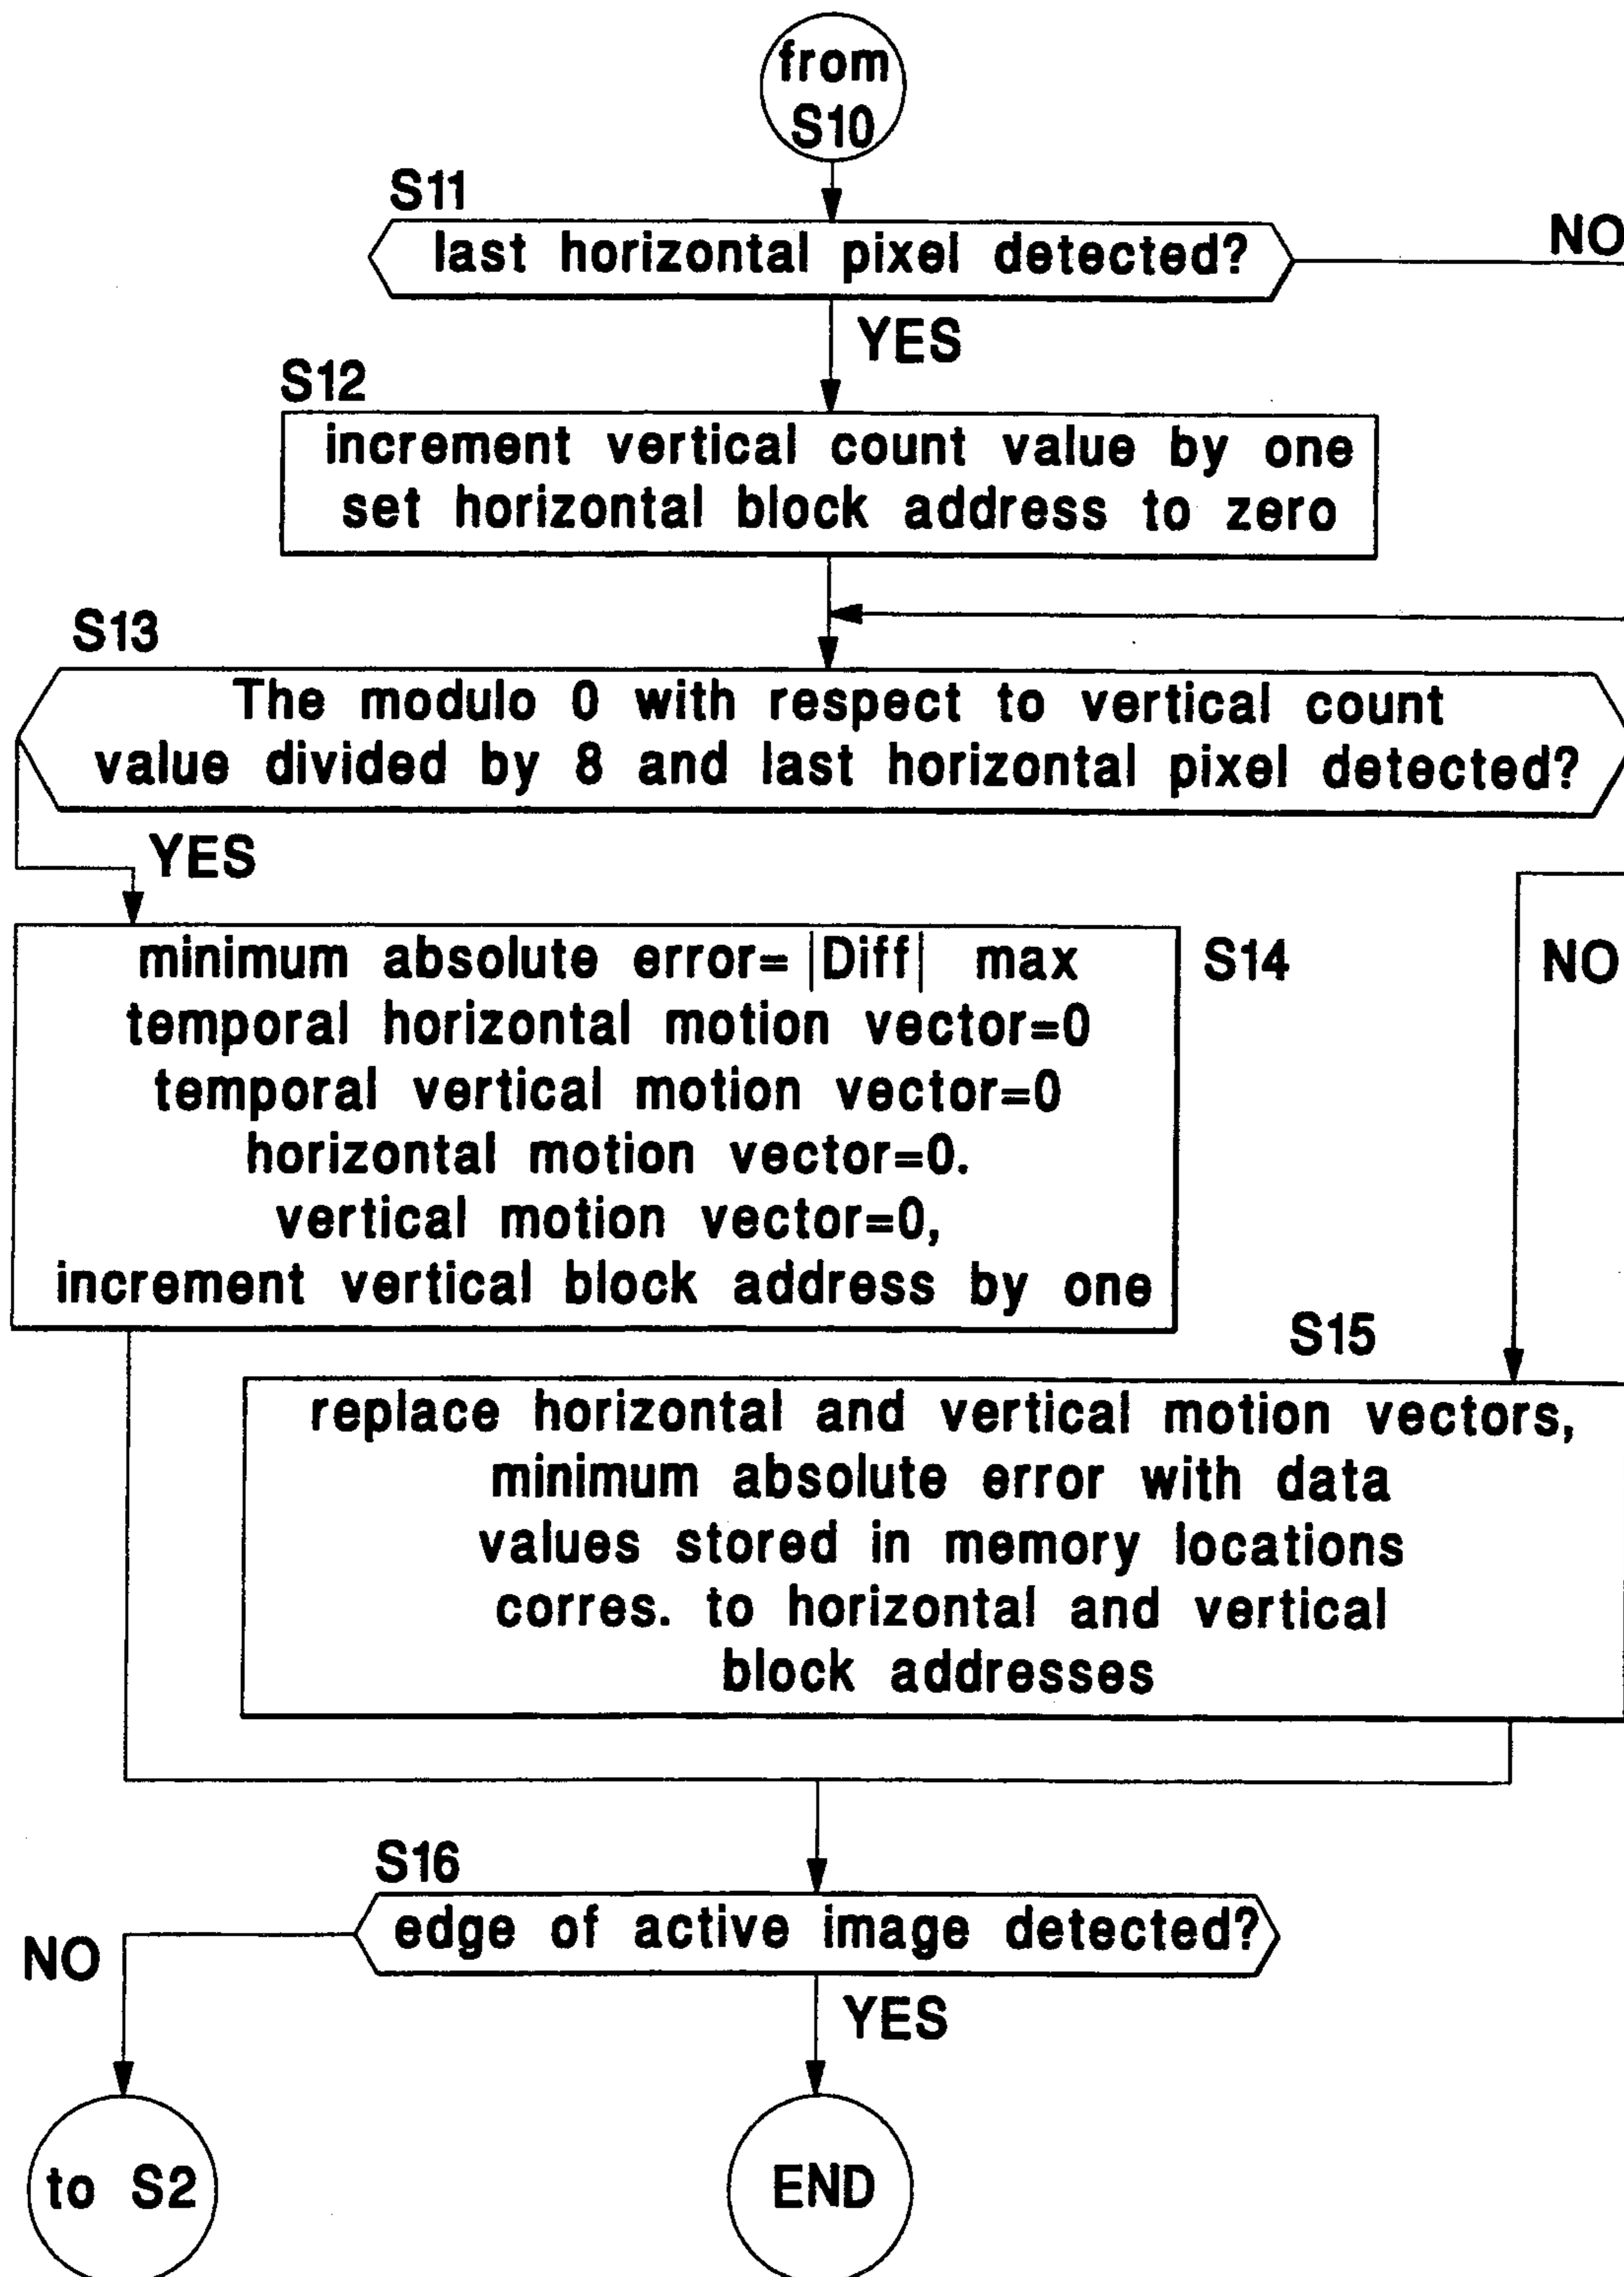 from
S10
S11
last horizontal pixel detected?
NO
YES
S12
increment vertical count value by one
set horizontal block address to zero
S13
The modulo 0 with respect to vertical count
value divided by 8 and last horizontal pixel detected?
YES
NO
S14
minimum absolute error=|Diff| max
temporal horizontal motion vector=0
temporal vertical motion vector=0
horizontal motion vector=0.
vertical motion vector=0,
increment vertical block address by one
S15
replace horizontal and vertical motion vectors,
minimum absolute error with data
values stored in memory locations
corres. to horizontal and vertical
block addresses
S16
edge of active image detected?
NO
YES
to S2
END